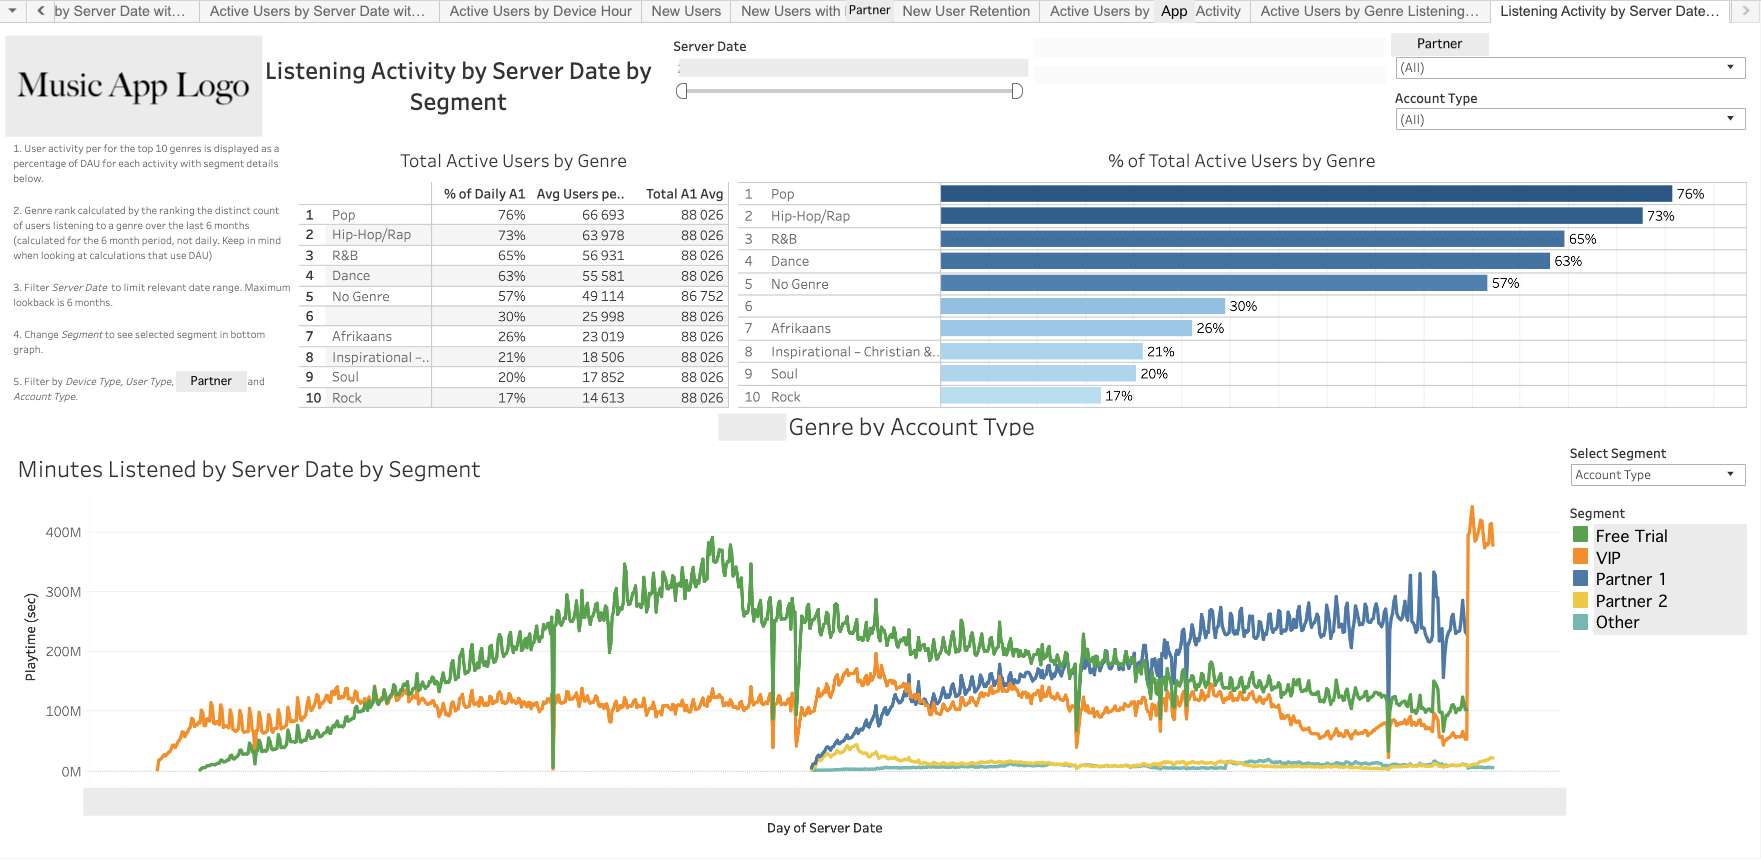 by Server Date wit...
Active Users by Server Date wit...
Active Users by Device Hour
New Users
New Users with Partner
New User Retention
Active Users by App Activity
Active Users by Genre Listening...
Listening Activity by Server Date...
Music App Logo
Listening Activity by Server Date by
Segment
Server Date
Partner
(All)
Account Type
(All)
1. User activity per for the top 10 genres is displayed as a
percentage of DAU for each activity with segment details
below.
2. Genre rank calculated by the ranking the distinct count
of users listening to a genre over the last 6 months
(calculated for the 6 month period, not daily. Keep in mind
when looking at calculations that use DAU)
3. Filter Server Date to limit relevant date range. Maximum
lookback is 6 months.
4. Change Segment to see selected segment in bottom
graph.
5. Filter by Device Type, User Type, Partner and
Account Type.
Total Active Users by Genre
% of Daily A1 Avg Users pe.. Total A1 Avg
1 Pop 76% 66 693 88 026
2 Hip-Hop/Rap 73% 63 978 88 026
3 R&B 65% 56 931 88 026
4 Dance 63% 55 581 88 026
5 No Genre 57% 49 114 86 752
6 30% 25 998 88 026
7 Afrikaans 26% 23 019 88 026
8 Inspirational –.. 21% 18 506 88 026
9 Soul 20% 17 852 88 026
10 Rock 17% 14 613 88 026
% of Total Active Users by Genre
1 Pop 76%
2 Hip-Hop/Rap 73%
3 R&B 65%
4 Dance 63%
5 No Genre 57%
6 30%
7 Afrikaans 26%
8 Inspirational – Christian &.. 21%
9 Soul 20%
10 Rock 17%
Genre by Account Type
Minutes Listened by Server Date by Segment
Select Segment
Account Type
Segment
Free Trial
VIP
Partner 1
Partner 2
Other
Playtime (sec)
400M
300M
200M
100M
0M
Day of Server Date